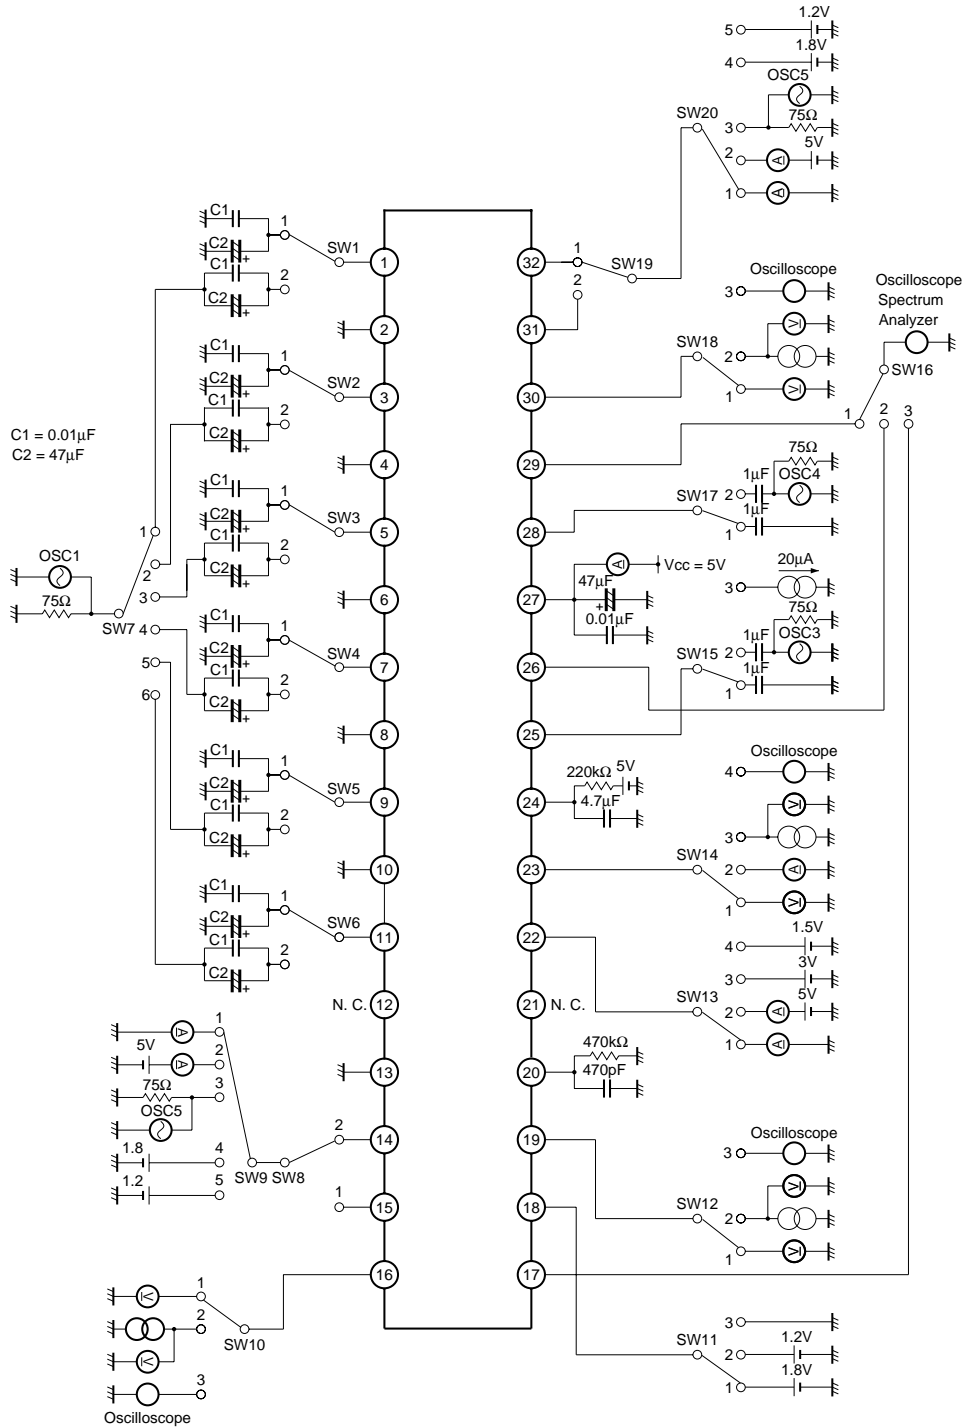 5
1.2V
4
1.8V
OSC5
SW20
3
75Ω
2
A
5V
1
A
C1
1
C2
SW1
1
32
1
SW19
C1
2
C2
2
31
Oscilloscope
3
Oscilloscope
Spectrum
Analyzer
V
SW18
2
SW16
1
V
C1
1
C2
SW2
3
30
C1
2
C2
C1 = 0.01μF
C2 = 47μF
4
29
1
2
3
75Ω
OSC4
1μF
2
SW17
1μF
1
C1
1
C2
SW3
5
28
C1
2
C2
1
2
3
OSC1
75Ω
SW7
4
5
6
6
27
A
Vcc = 5V
47μF
0.01μF
20μA
3
75Ω
OSC3
1μF
2
SW15
1μF
1
C1
1
C2
SW4
7
26
C1
2
C2
8
25
C1
1
C2
SW5
9
24
220kΩ
5V
4.7μF
C1
2
C2
Oscilloscope
4
V
3
10
23
SW14
2
A
1
V
C1
1
C2
SW6
11
22
C1
2
C2
4
1.5V
3
3V
SW13
2
A
5V
1
A
N. C.
12
21
N. C.
A
1
5V
A
2
75Ω
3
OSC5
1.8
4
1.2
5
SW9
SW8
13
20
470kΩ
470pF
2
14
19
Oscilloscope
3
V
SW12
2
1
V
1
15
18
16
17
V
1
2
SW10
V
3
Oscilloscope
3
SW11
2
1.2V
1
1.8V